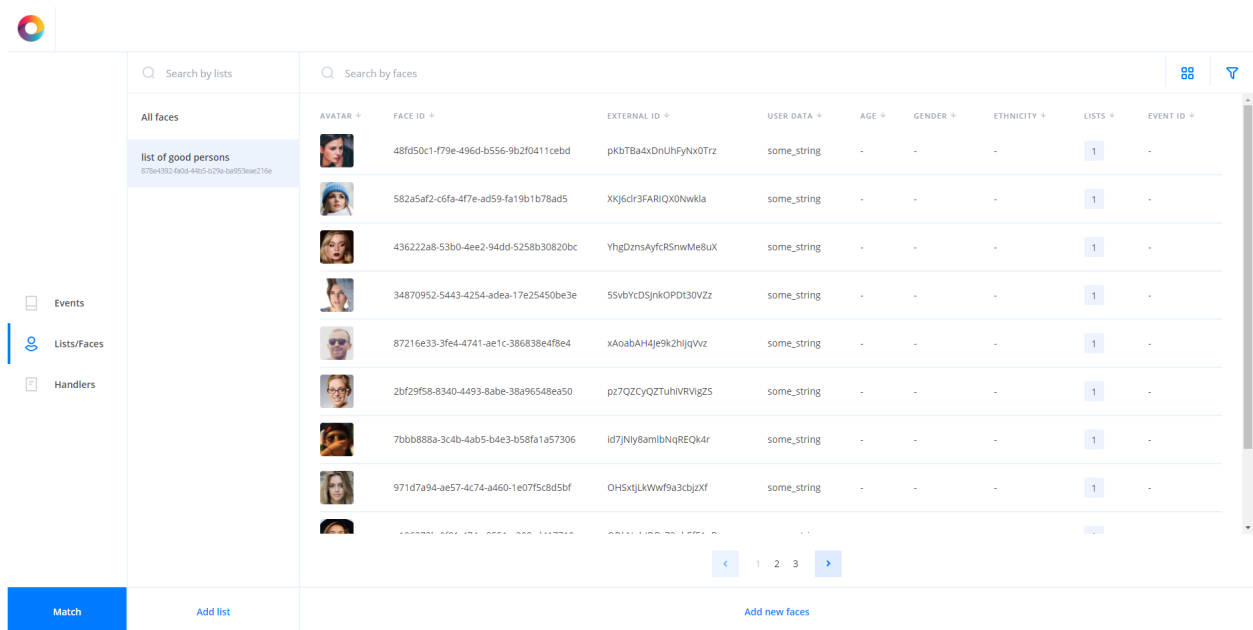 Search by lists
Search by faces
All faces
list of good persons
878e4392-fa0d-44b5-b29a-ba953eae216e
AVATAR FACE ID EXTERNAL ID USER DATA AGE GENDER ETHNICITY LISTS EVENT ID
48fd50c1-f79e-496d-b556-9b2f0411cebd pKbTBa4xDnUhFyNx0Trz some_string - - - 1 -
582a5af2-c6fa-4f7e-ad59-fa19b1b78ad5 XKJ6clr3FARIQX0Nwkla some_string - - - 1 -
436222a8-53b0-4ee2-94dd-5258b30820bc YhgDznsAyfcRSnwMe8uX some_string - - - 1 -
34870952-5443-4254-adea-17e25450be3e 5SvbYcDSJnkOPDt30VZz some_string - - - 1 -
87216e33-3fe4-4741-ae1c-386838e4f8e4 xAoabAH4Je9k2hIjqVvz some_string - - - 1 -
2bf29f58-8340-4493-8abe-38a96548ea50 pz7QZCyQZTuhiVRVigZS some_string - - - 1 -
7bbb888a-3c4b-4ab5-b4e3-b58fa1a57306 id7jNIy8amlbNqREQk4r some_string - - - 1 -
971d7a94-ae57-4c74-a460-1e07f5c8d5bf OHSxtjLkWwf9a3cbjzXf some_string - - - 1 -
Events
Lists/Faces
Handlers
1 2 3
Match
Add list
Add new faces